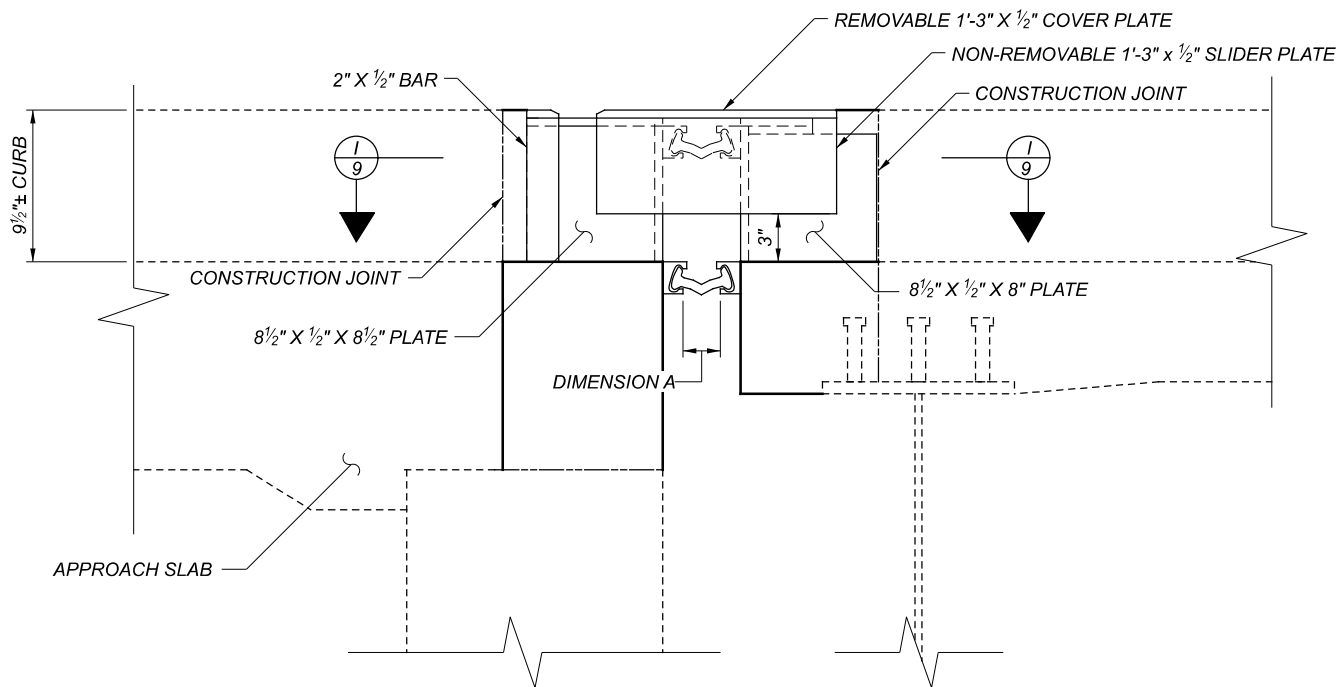 REMOVABLE 1'-3" X ½" COVER PLATE
NON-REMOVABLE 1'-3" x ½" SLIDER PLATE
2" X ½" BAR
CONSTRUCTION JOINT
9½"± CURB
I
9
I
9
3"
CONSTRUCTION JOINT
8½" X ½" X 8" PLATE
8½" X ½" X 8½" PLATE
DIMENSION A
APPROACH SLAB